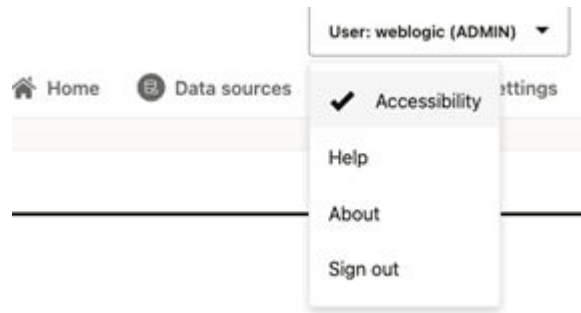 User: weblogic (ADMIN)
Home
Data sources
ettings
Accessibility
Help
About
Sign out